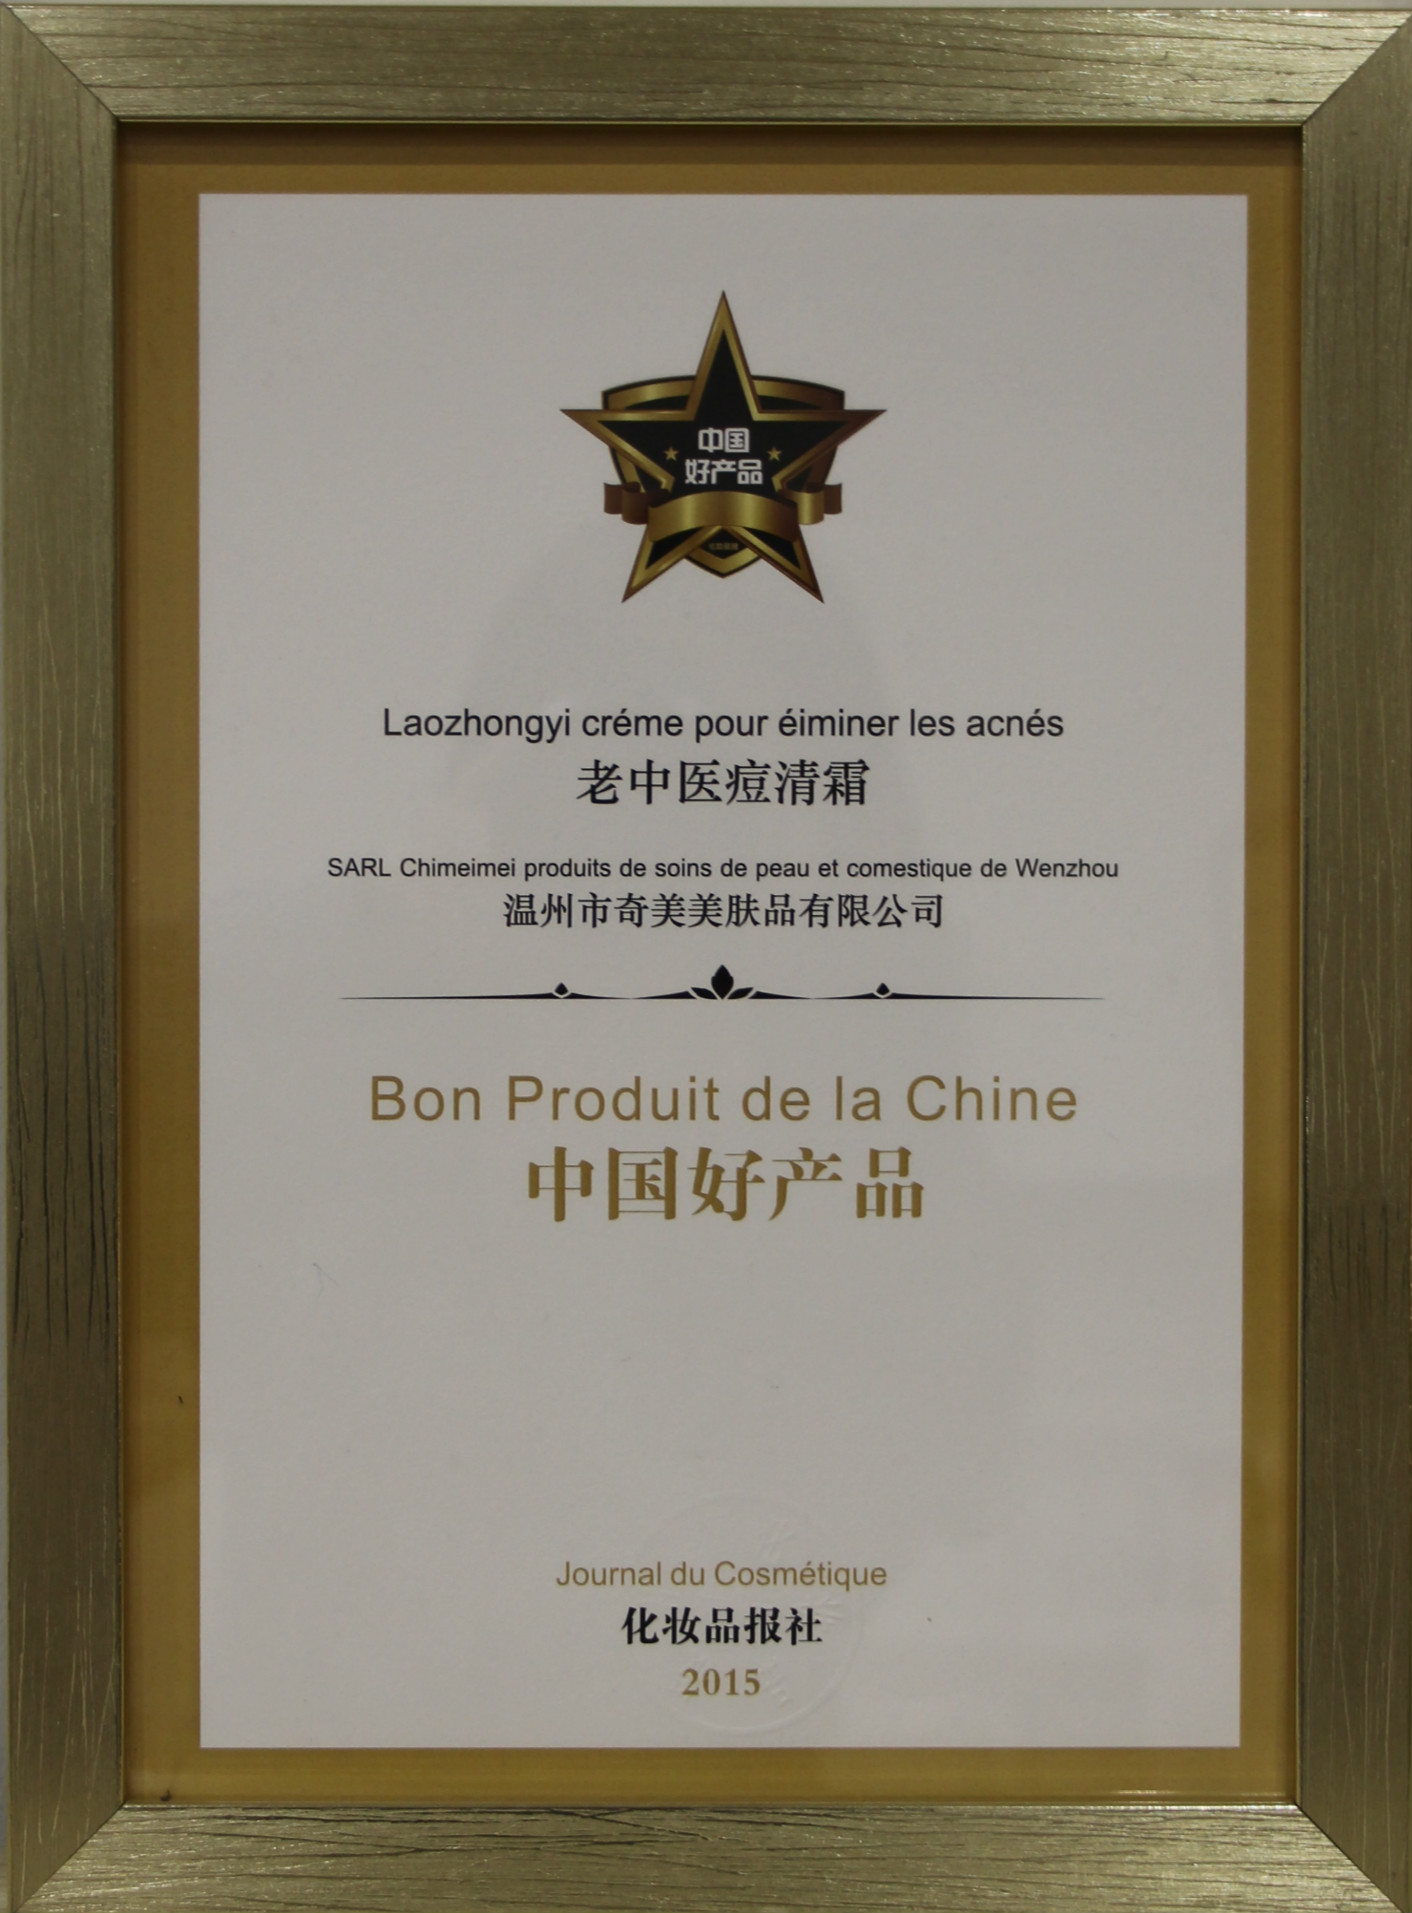 中国
好产品
Laozhongyi créme pour éiminer les acnés
老中医痘清霜
SARL Chimeimei produits de soins de peau et comestique de Wenzhou
温州市奇美美肤品有限公司
Bon Produit de la Chine
中国好产品
Journal du Cosmétique
化妆品报社
2015